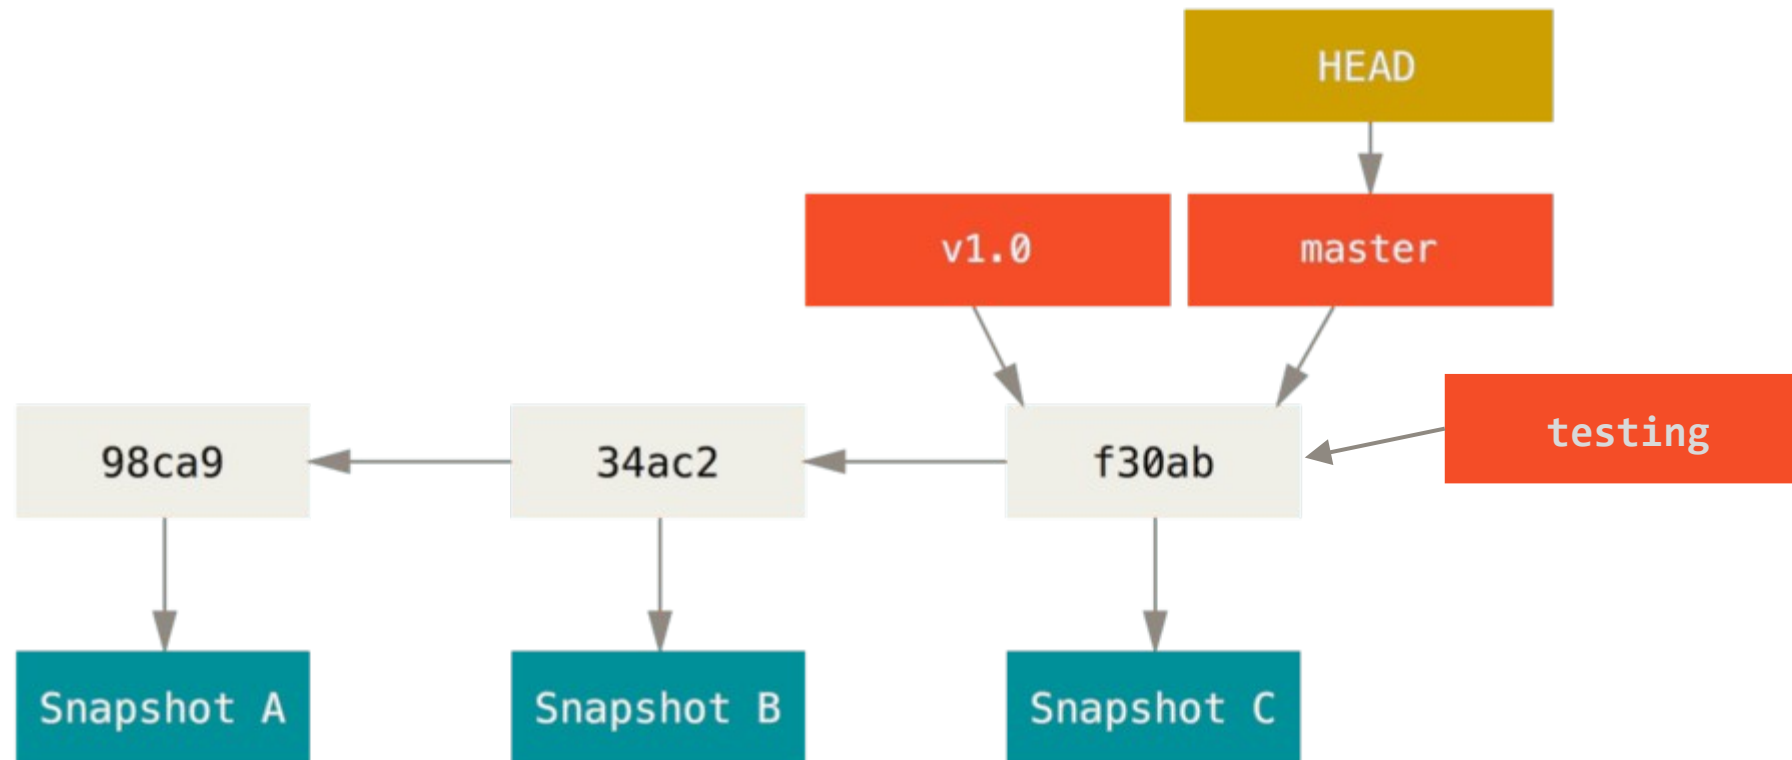 HEAD
v1.0
master
testing
98ca9
34ac2
f30ab
Snapshot A
Snapshot B
Snapshot C